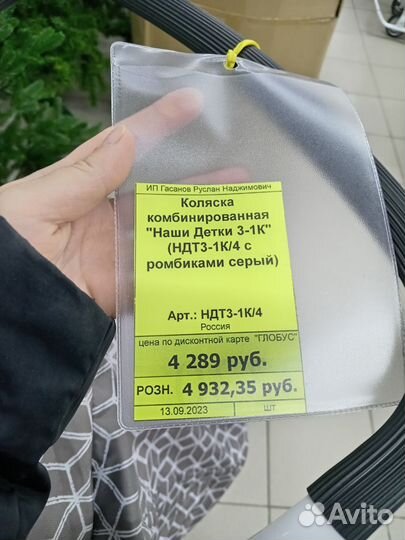 ИП Гасанов Руслан Наджимович
Коляска
комбинированная
"Наши Детки 3-1К"
(НДТ3-1К/4 с
ромбиками серый)
Арт.: НДТ3-1К/4
Россия
цена по дисконтной карте "ГЛОБУС"
4 289 руб.
РОЗН. 4 932,35 руб.
13.09.2023 шт
Avito